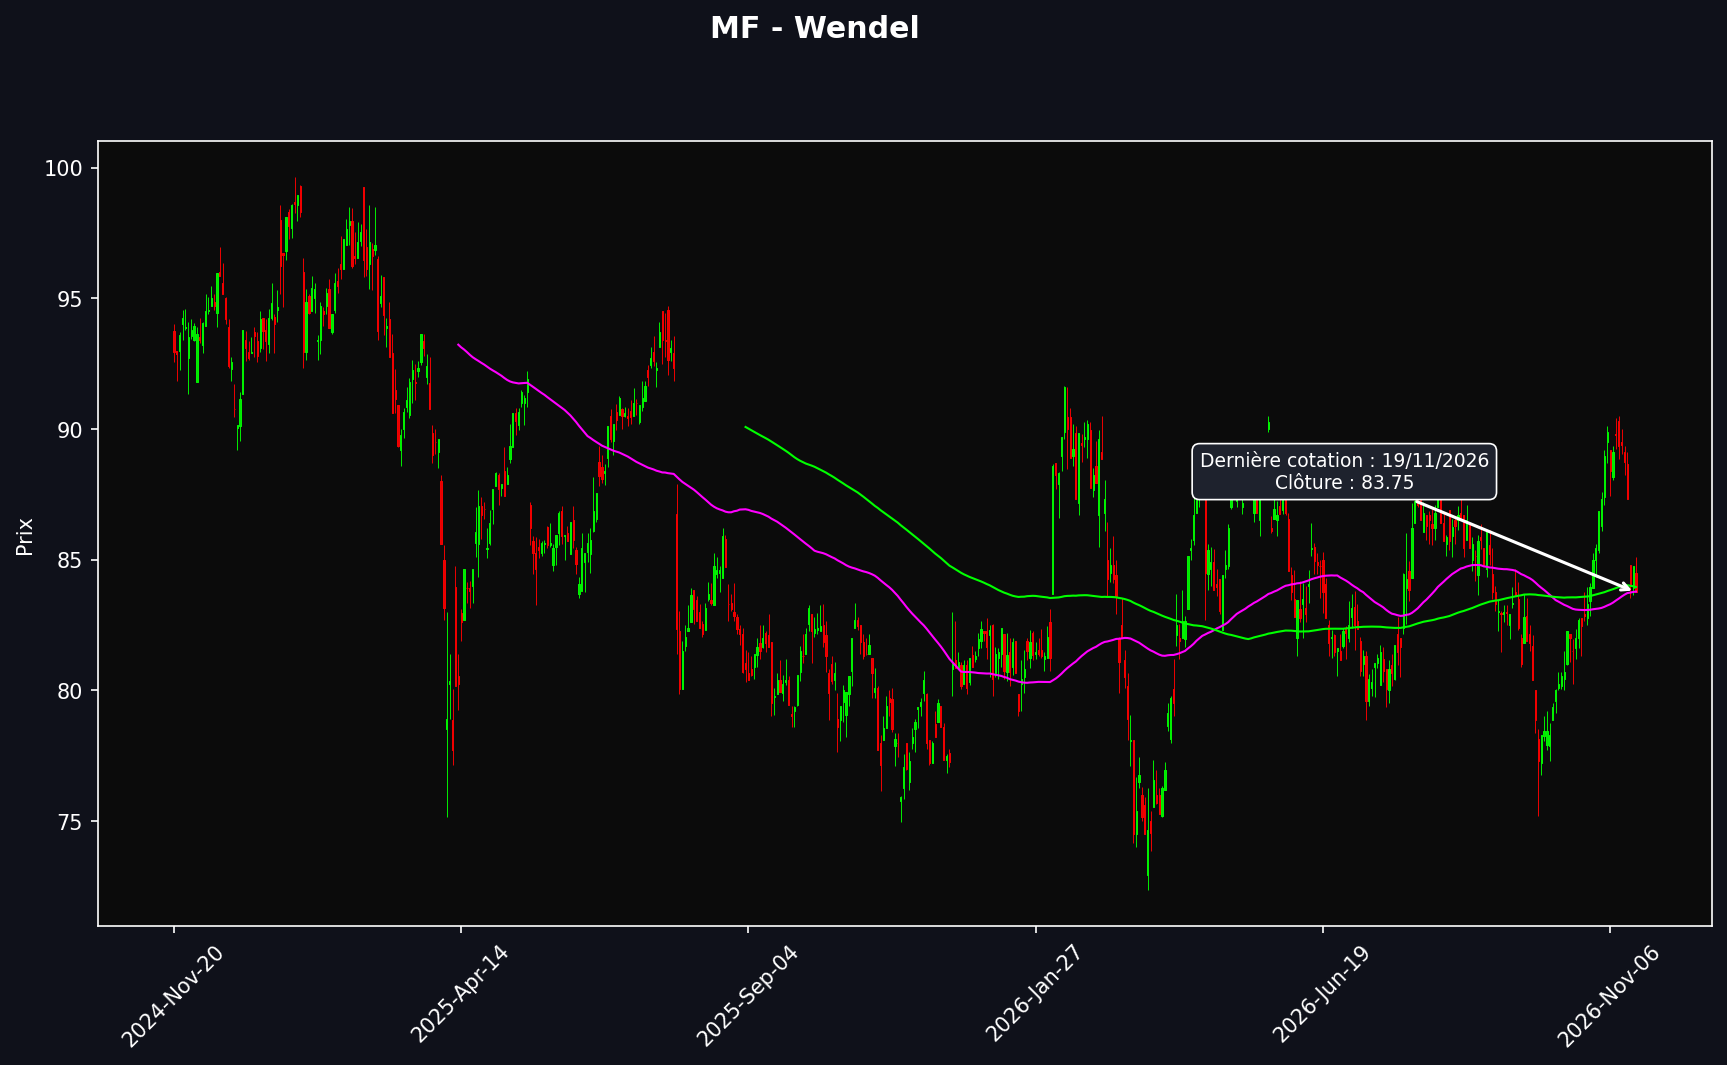 MF - Wendel
Prix
100
95
90
85
80
75
Dernière cotation : 19/11/2026
Clôture : 83.75
2024-Nov-20
2025-Apr-14
2025-Sep-04
2026-Jan-27
2026-Jun-19
2026-Nov-06